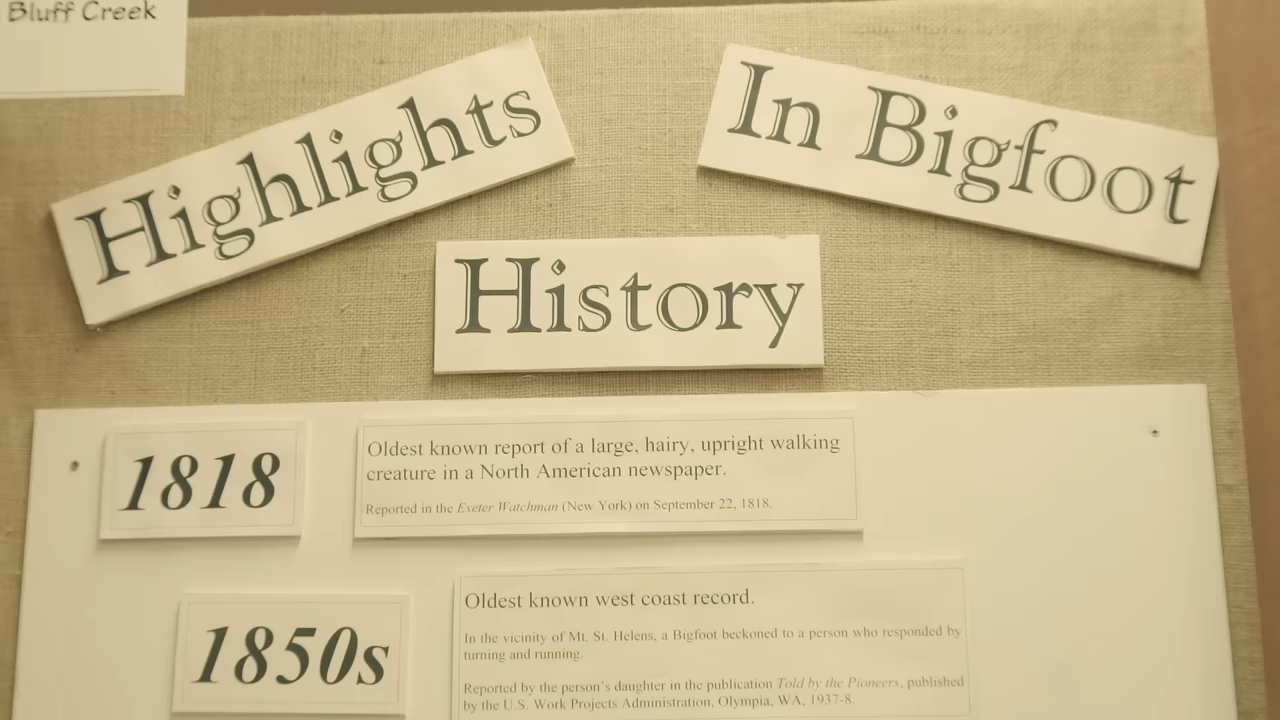 Bluff Creek
Highlights
In Bigfoot
History
1818
Oldest known report of a large, hairy, upright walking
creature in a North American newspaper.
Reported in the Exeter Watchman (New York) on September 22, 1818.
1850s
Oldest known west coast record.
In the vicinity of Mt. St. Helens, a Bigfoot beckoned to a person who responded by
turning and running.
Reported by the person's daughter in the publication Told by the Pioneers, published
by the U.S. Work Projects Administration, Olympia, WA, 1937-8.